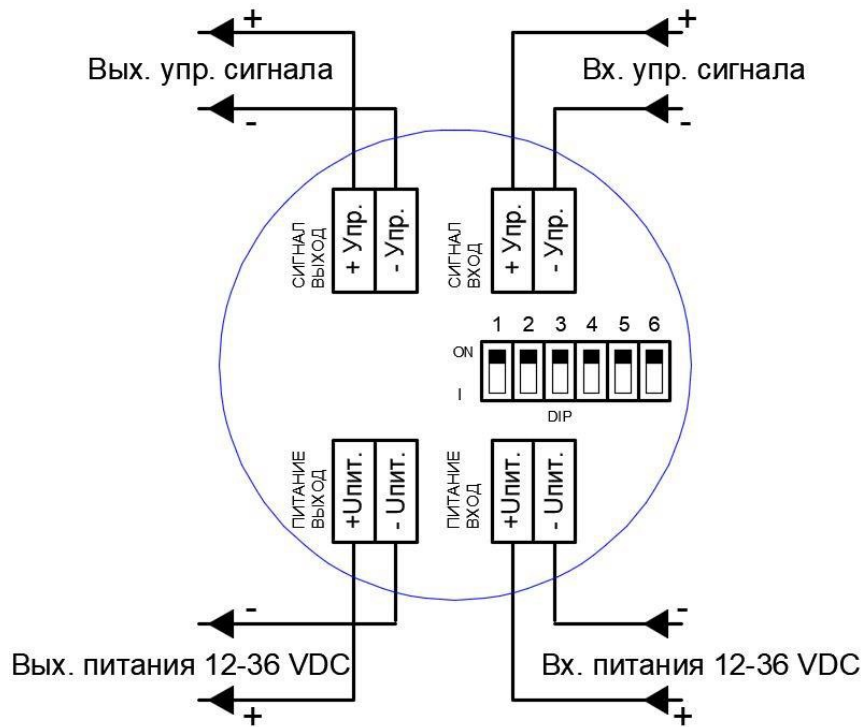 + +
Вых. упр. сигнала Вх. упр. сигнала
- -
СИГНАЛ ВЫХОД
+ Упр.
- Упр.
СИГНАЛ ВХОД
+ Упр.
- Упр.
1 2 3 4 5 6
ON
I
DIP
ПИТАНИЕ ВЫХОД
+Uпит.
- Uпит.
ПИТАНИЕ ВХОД
+Uпит.
- Uпит.
- -
Вых. питания 12-36 VDC Вх. питания 12-36 VDC
+ +